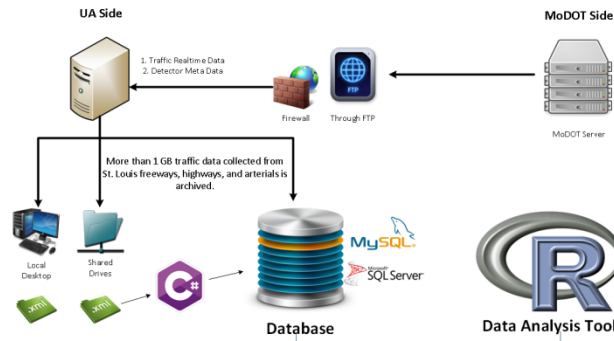 UA Side
MoDOT Side
1. Traffic Realtime Data
2. Detector Meta Data
FTP
Firewall
Through FTP
MoDOT Server
More than 1 GB traffic data collected from
St. Louis freeways, highways, and arterials is
archived.
Local
Desktop
Shared
Drives
MySQL
Microsoft
SQL Server
C#
.xml
.xml
R
Database
Data Analysis Tool